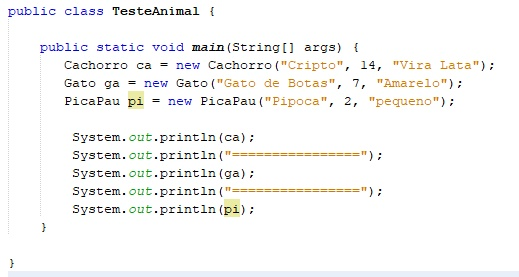 public class TesteAnimal {
public static void main(String[] args) {
Cachorro ca = new Cachorro("Cripto", 14, "Vira Lata");
Gato ga = new Gato("Gato de Botas", 7, "Amarelo");
PicaPau pi = new PicaPau("Pipoca", 2, "pequeno");
System.out.println(ca);
System.out.println("================");
System.out.println(ga);
System.out.println("================");
System.out.println(pi);
}
}